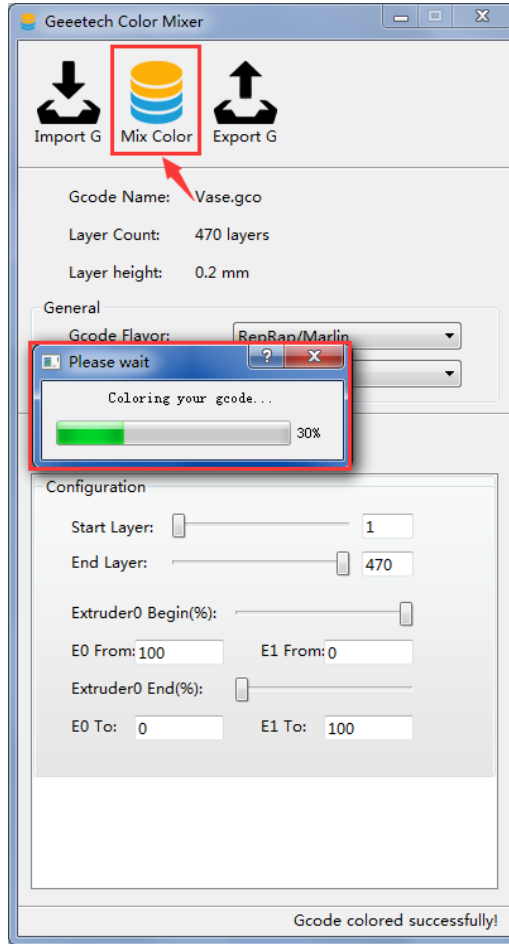 Geeetech Color Mixer
Import G Mix Color Export G
Gcode Name: Vase.gco
Layer Count: 470 layers
Layer height: 0.2 mm
General
Gcode Flavor: RepRap/Marlin
Please wait
Coloring your gcode...
30%
Configuration
Start Layer: 1
End Layer: 470
Extruder0 Begin(%):
E0 From: 100 E1 From: 0
Extruder0 End(%):
E0 To: 0 E1 To: 100
Gcode colored successfully!